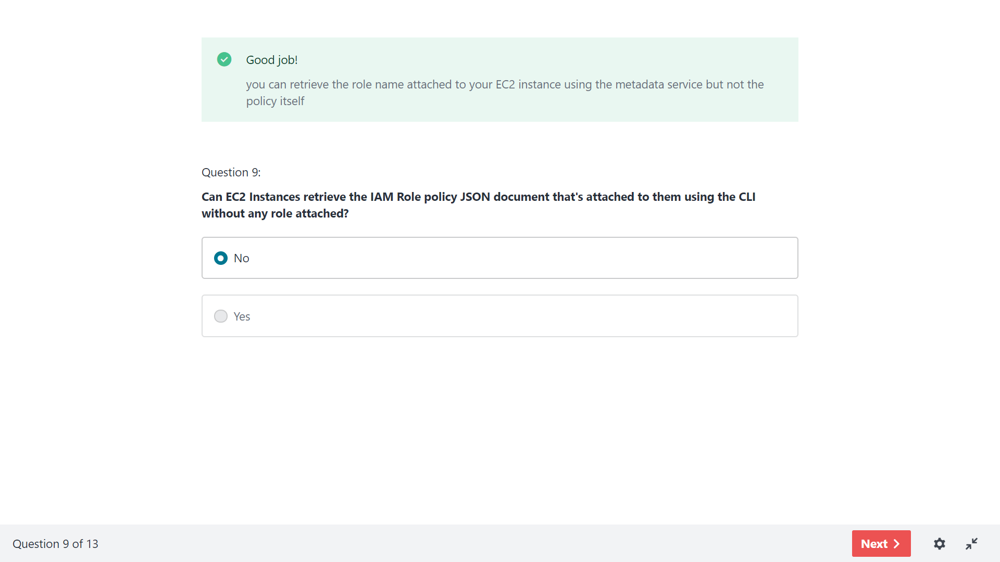 Good job!
you can retrieve the role name attached to your EC2 instance using the metadata service but not the
policy itself
Question 9:
Can EC2 Instances retrieve the IAM Role policy JSON document that's attached to them using the CLI
without any role attached?
No
Yes
Question 9 of 13
Next